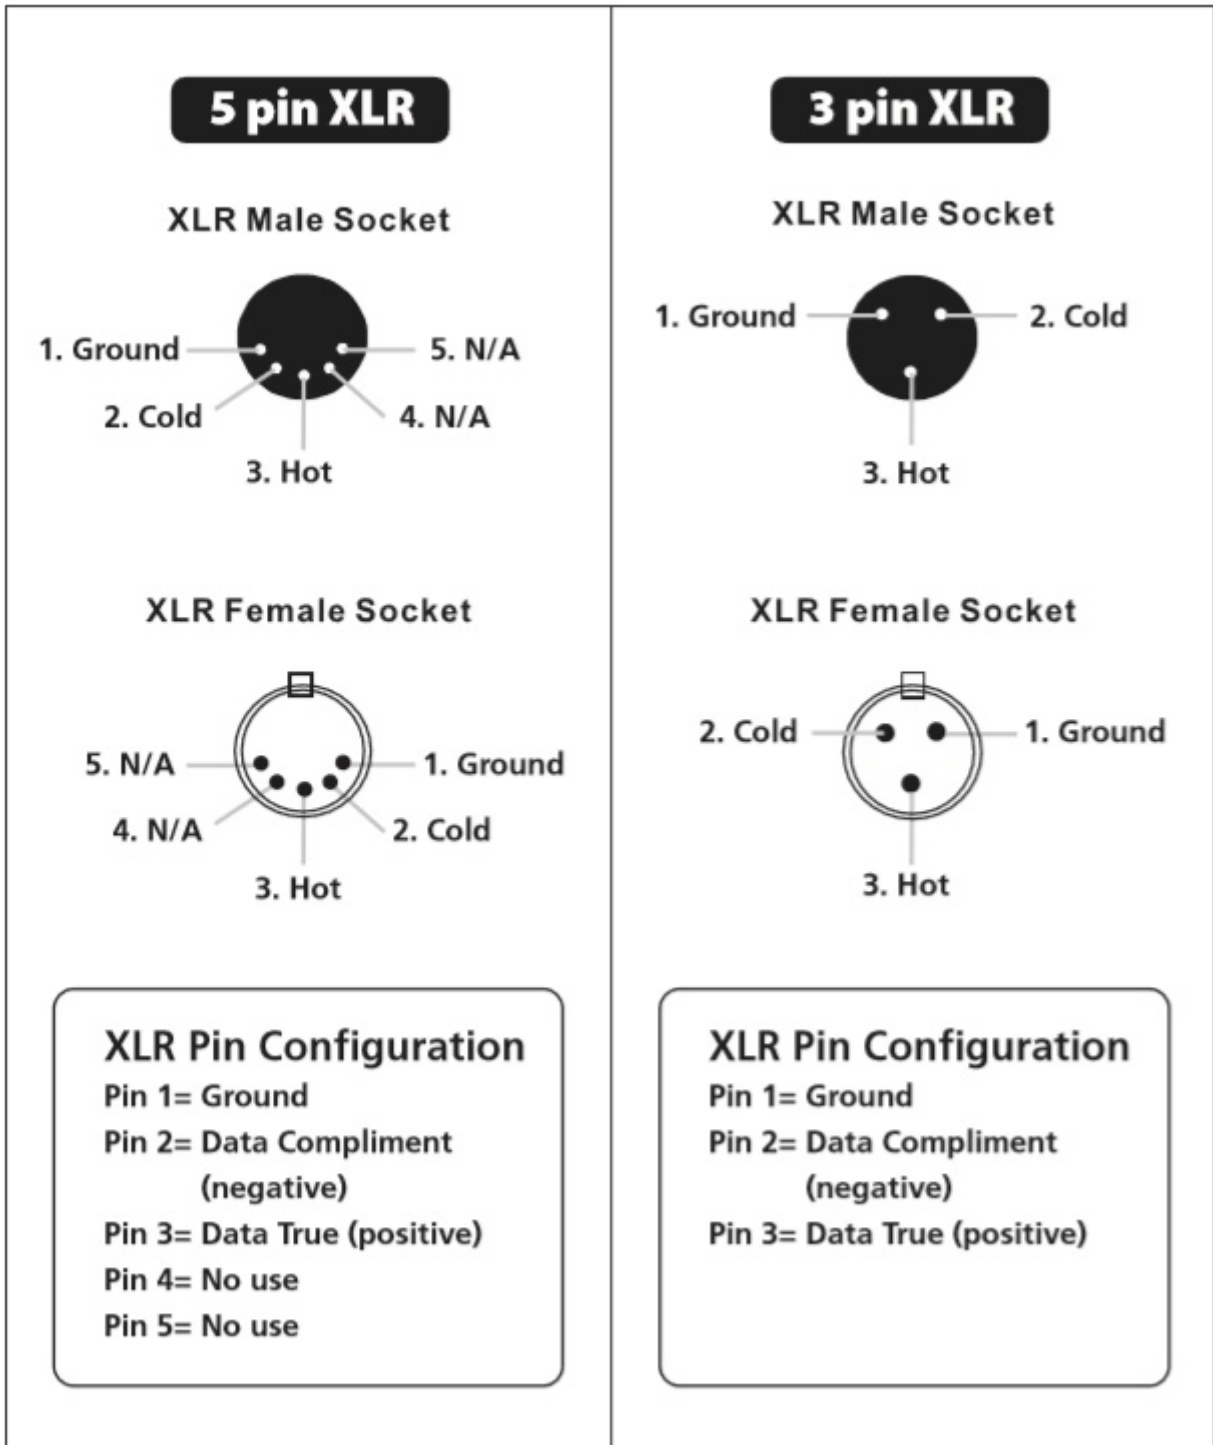 5 pin XLR
XLR Male Socket
1. Ground
5. N/A
2. Cold
4. N/A
3. Hot
XLR Female Socket
5. N/A
1. Ground
4. N/A
2. Cold
3. Hot
XLR Pin Configuration
Pin 1= Ground
Pin 2= Data Compliment
(negative)
Pin 3= Data True (positive)
Pin 4= No use
Pin 5= No use
3 pin XLR
XLR Male Socket
1. Ground
2. Cold
3. Hot
XLR Female Socket
2. Cold
1. Ground
3. Hot
XLR Pin Configuration
Pin 1= Ground
Pin 2= Data Compliment
(negative)
Pin 3= Data True (positive)